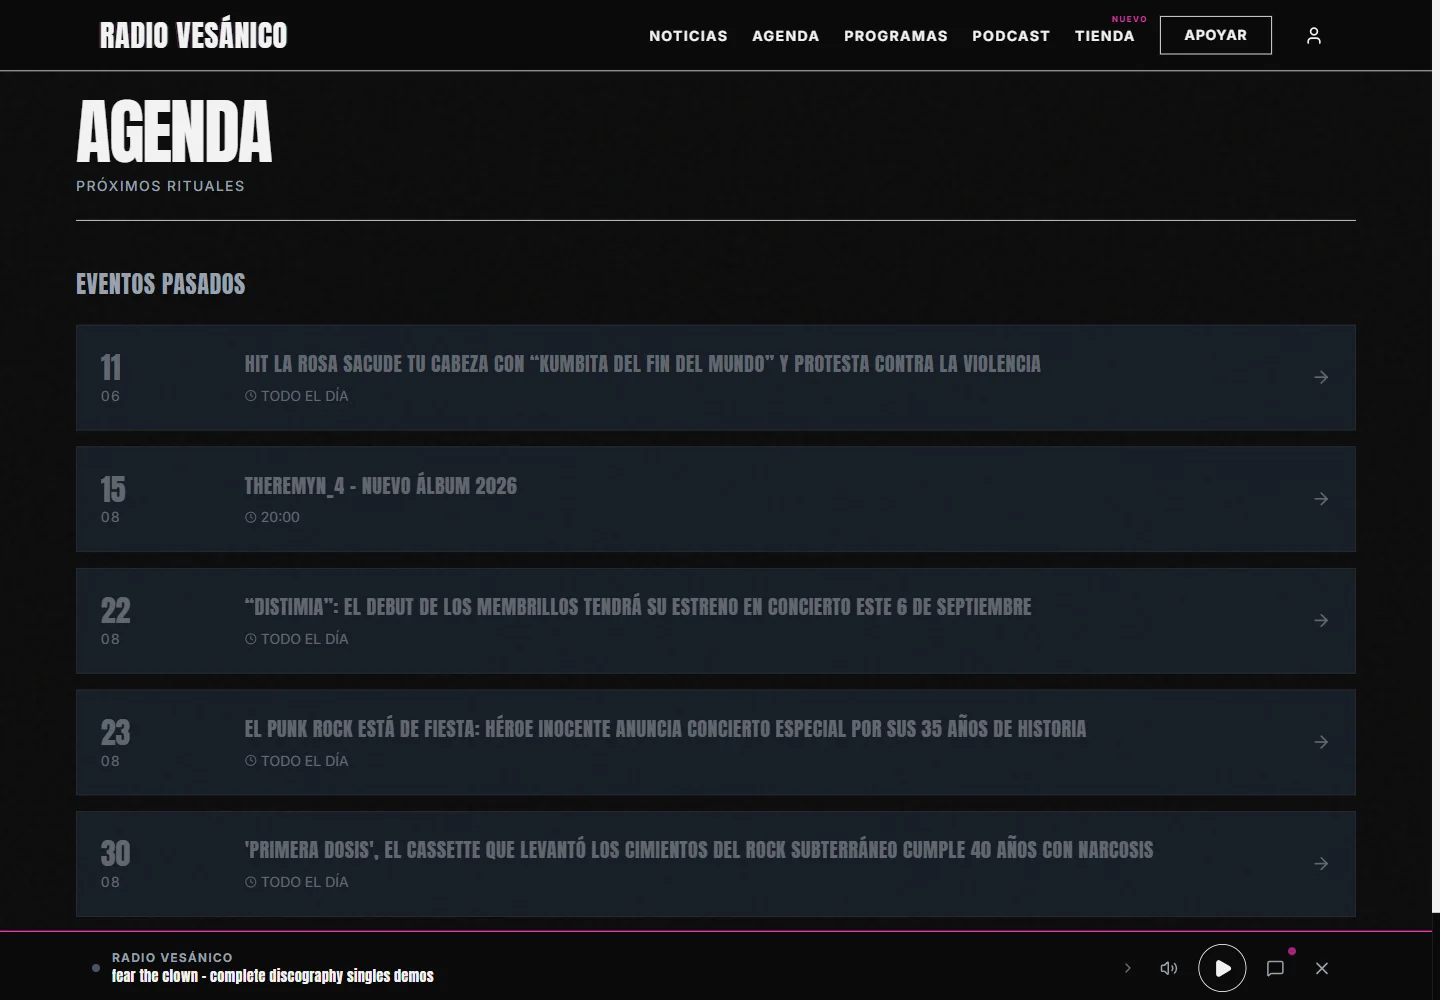 RADIO VESÁNICO
NOTICIAS AGENDA PROGRAMAS PODCAST TIENDA NUEVO APOYAR
AGENDA
PRÓXIMOS RITUALES
EVENTOS PASADOS
11
06
HIT LA ROSA SACUDE TU CABEZA CON “KUMBITA DEL FIN DEL MUNDO” Y PROTESTA CONTRA LA VIOLENCIA
TODO EL DÍA
15
08
THEREMYN_4 - NUEVO ÁLBUM 2026
20:00
22
08
“DISTIMIA”: EL DEBUT DE LOS MEMBRILLOS TENDRÁ SU ESTRENO EN CONCIERTO ESTE 6 DE SEPTIEMBRE
TODO EL DÍA
23
08
EL PUNK ROCK ESTÁ DE FIESTA: HÉROE INOCENTE ANUNCIA CONCIERTO ESPECIAL POR SUS 35 AÑOS DE HISTORIA
TODO EL DÍA
30
08
'PRIMERA DOSIS', EL CASSETTE QUE LEVANTÓ LOS CIMIENTOS DEL ROCK SUBTERRÁNEO CUMPLE 40 AÑOS CON NARCOSIS
TODO EL DÍA
RADIO VESÁNICO
fear the clown - complete discography singles demos